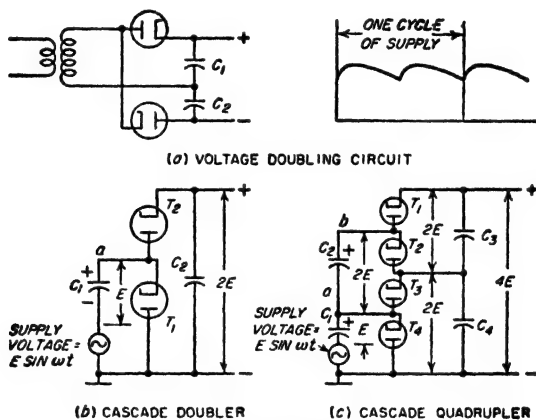 ONE CYCLE
OF SUPPLY
+
C1
C2
−
(a) VOLTAGE DOUBLING CIRCUIT
+
T2
a
+
C1
−
E
T1
C2
2E
SUPPLY
VOLTAGE=
E SIN ωt
−
(b) CASCADE DOUBLER
+
T1
b
T2
C2
+
2E
2E
C3
a
T3
4E
C1
+
E
T4
2E
C4
SUPPLY
VOLTAGE=
E SIN ωt
−
(c) CASCADE QUADRUPLER